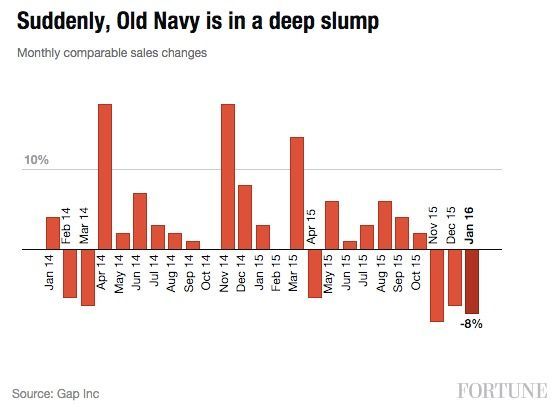 Suddenly, Old Navy is in a deep slump
Monthly comparable sales changes
10%
Jan 14
Feb 14
Mar 14
Apr 14
May 14
Jun 14
Jul 14
Aug 14
Sep 14
Oct 14
Nov 14
Dec 14
Jan 15
Feb 15
Mar 15
Apr 15
May 15
Jun 15
Jul 15
Aug 15
Sep 15
Oct 15
Nov 15
Dec 15
Jan 16
-8%
Source: Gap Inc
FORTUNE